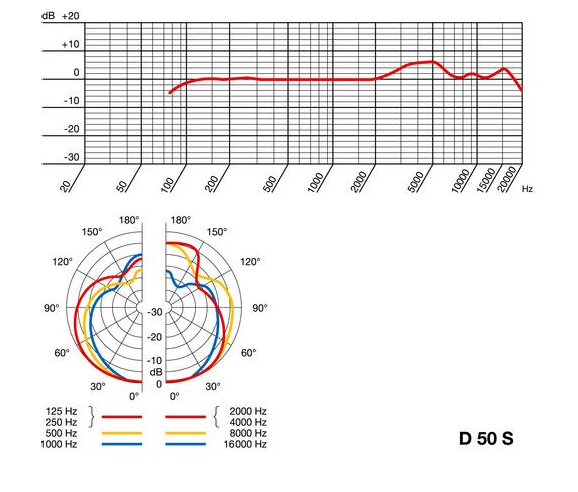 dB +20
+10
0
-10
-20
-30
20 50 100 200 500 1000 2000 5000 10000 15000 20000 Hz
180° 180°
150° 150°
120° 120°
90° -30 90°
-20
60° -10 60°
dB
30° 0 30°
0° 0°
125 Hz 2000 Hz
250 Hz 4000 Hz
500 Hz 8000 Hz
1000 Hz 16000 Hz
D 50 S